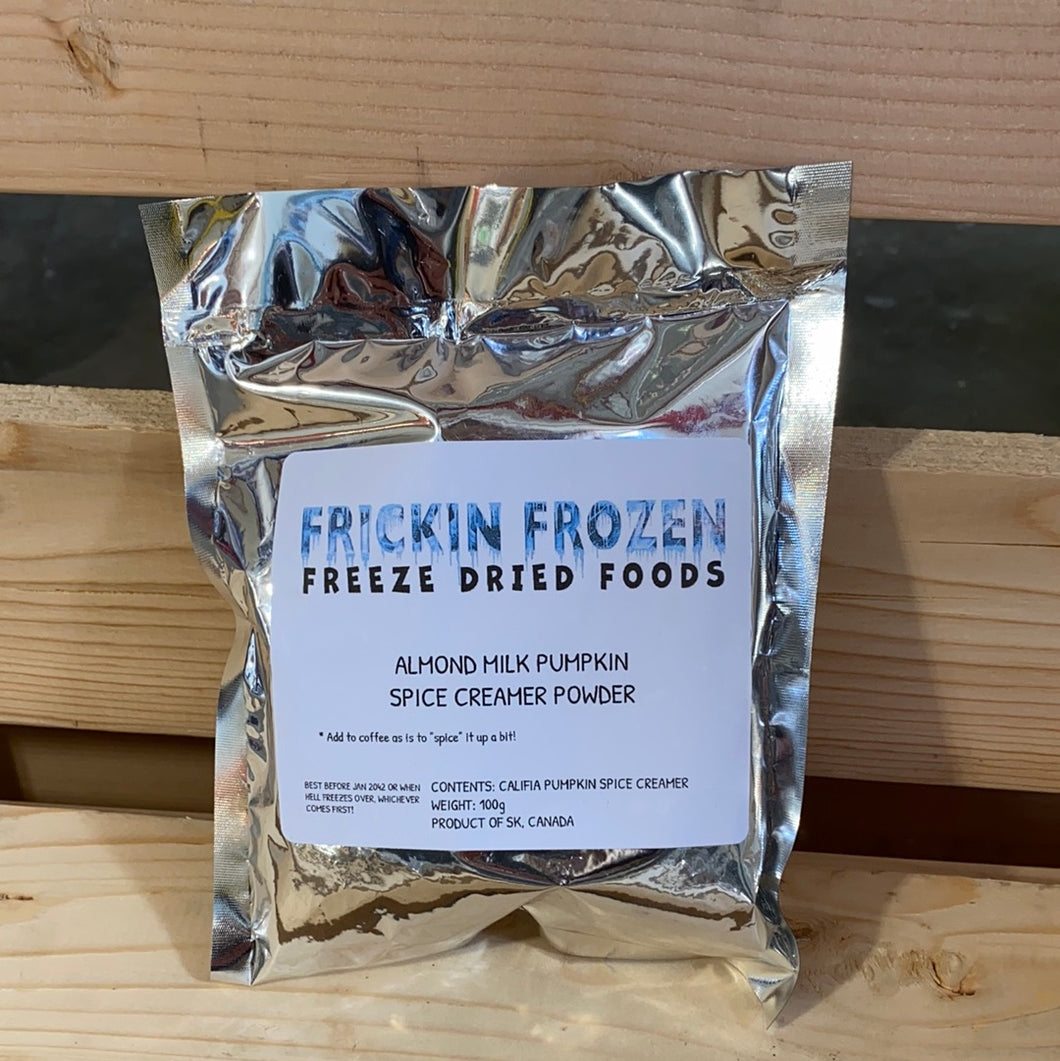 FRICKIN FROZEN
FREEZE DRIED FOODS
ALMOND MILK PUMPKIN
SPICE CREAMER POWDER
* Add to coffee as is to "spice" it up a bit!
BEST BEFORE JAN 2042 OR WHEN
HELL FREEZES OVER, WHICHEVER
COMES FIRST!
CONTENTS: CALIFIA PUMPKIN SPICE CREAMER
WEIGHT: 100g
PRODUCT OF SK, CANADA